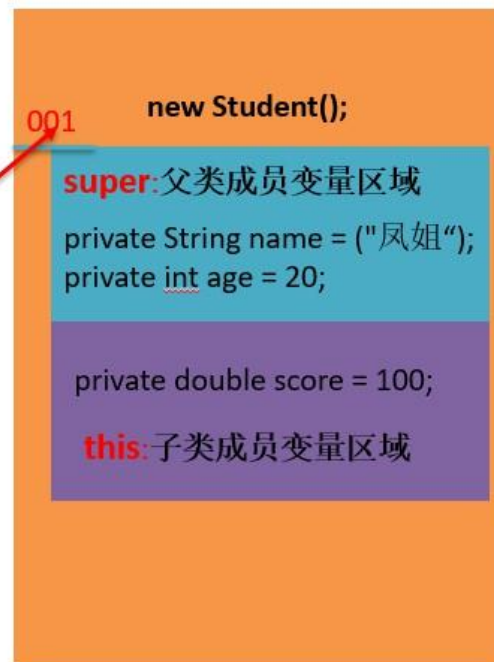 new Student();
001
super:父类成员变量区域
private String name = ("凤姐“);
private int age = 20;
private double score = 100;
this:子类成员变量区域